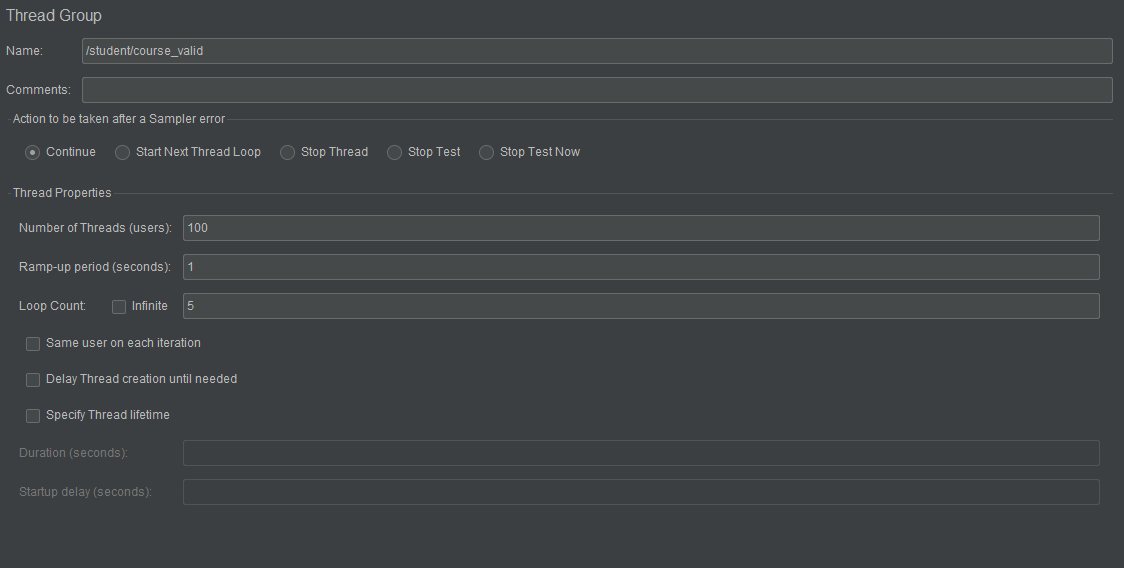 Thread Group
Name: /student/course_valid
Comments:
Action to be taken after a Sampler error
Continue Start Next Thread Loop Stop Thread Stop Test Stop Test Now
Thread Properties
Number of Threads (users): 100
Ramp-up period (seconds): 1
Loop Count: Infinite 5
Same user on each iteration
Delay Thread creation until needed
Specify Thread lifetime
Duration (seconds):
Startup delay (seconds):